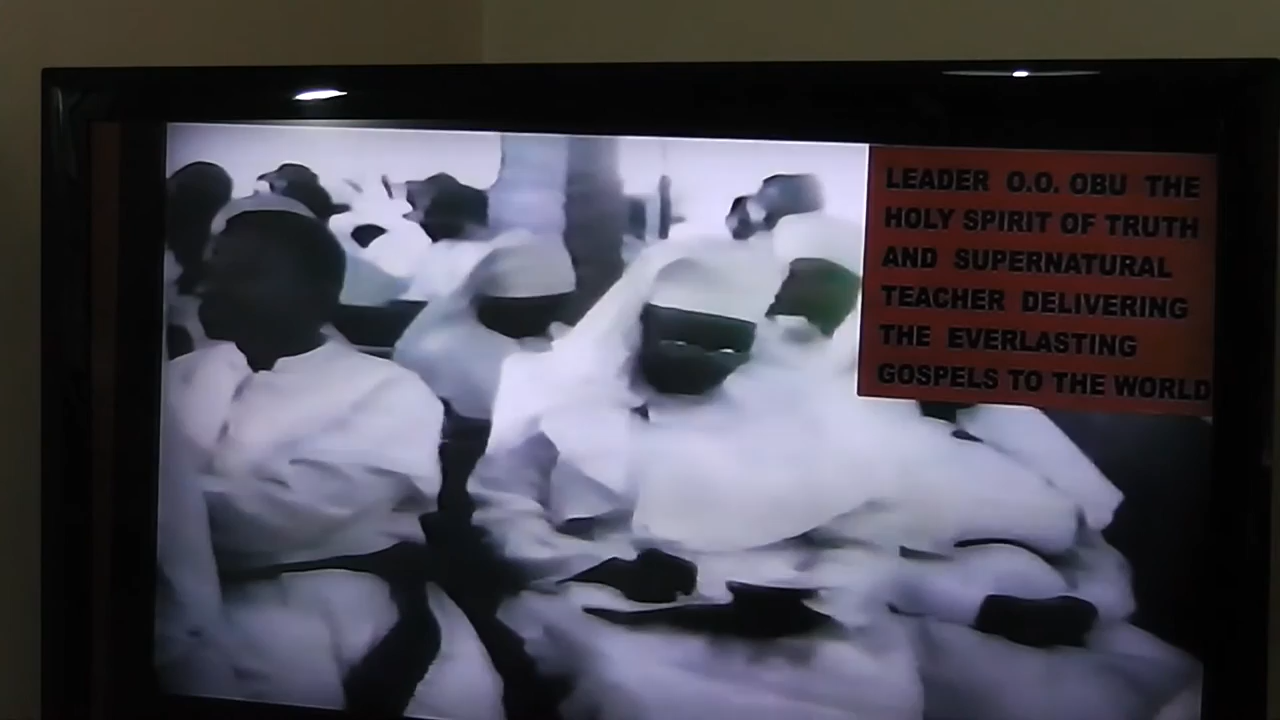 LEADER O.O. OBU THE
HOLY SPIRIT OF TRUTH
AND SUPERNATURAL
TEACHER DELIVERING
THE EVERLASTING
GOSPELS TO THE WORLD